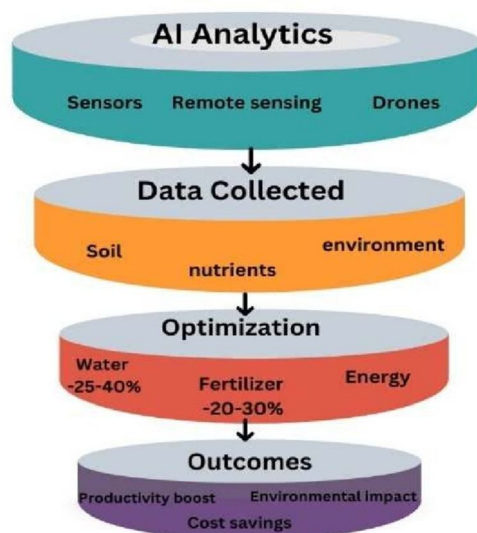 AI Analytics
Sensors Remote sensing Drones
Data Collected
Soil nutrients environment
Optimization
Water
-25-40%
Fertilizer
-20-30%
Energy
Outcomes
Productivity boost Environmental impact
Cost savings